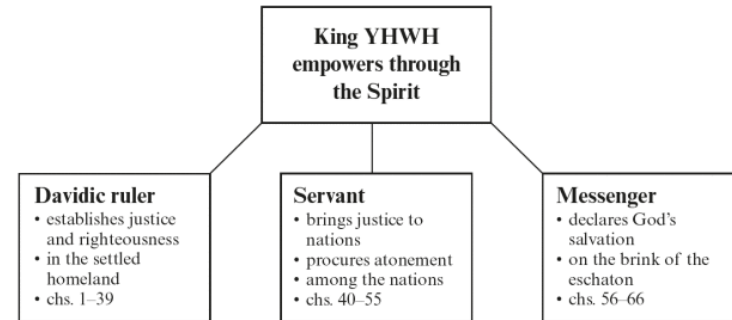 King YHWH
empowers through
the Spirit
Davidic ruler
• establishes justice
and righteousness
• in the settled
homeland
• chs. 1–39
Servant
• brings justice to
nations
• procures atonement
• among the nations
• chs. 40–55
Messenger
• declares God’s
salvation
• on the brink of the
eschaton
• chs. 56–66